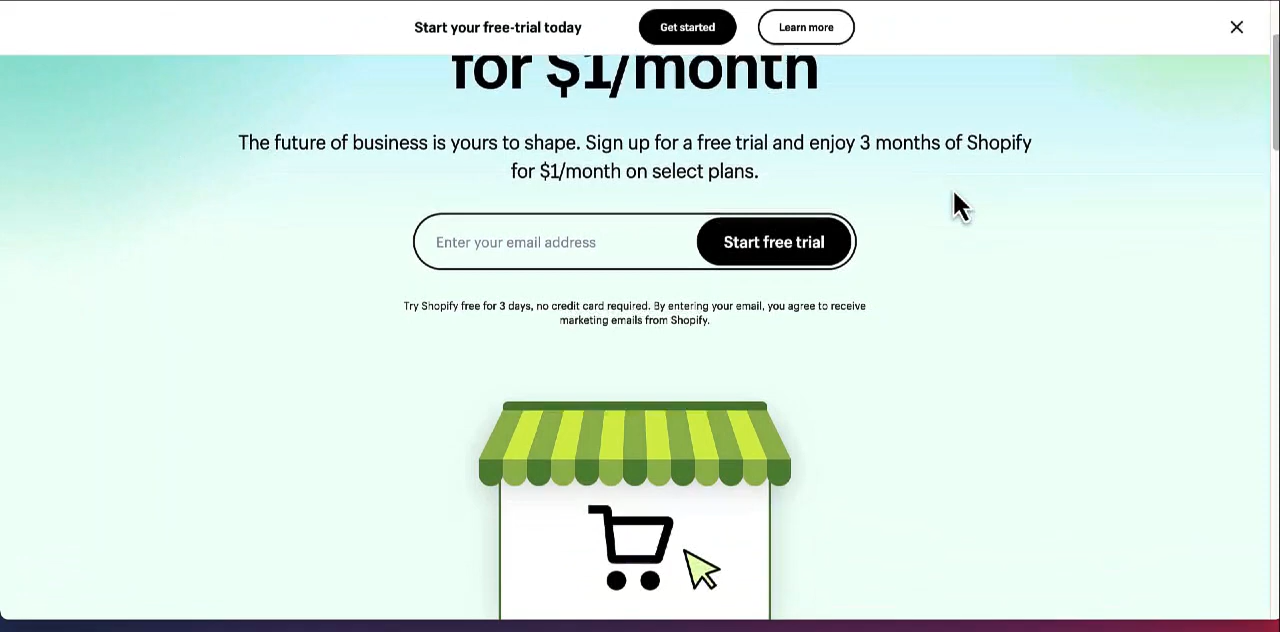 Start your free-trial today
Get started
Learn more
for $1/month
The future of business is yours to shape. Sign up for a free trial and enjoy 3 months of Shopify
for $1/month on select plans.
Enter your email address
Start free trial
Try Shopify free for 3 days, no credit card required. By entering your email, you agree to receive
marketing emails from Shopify.